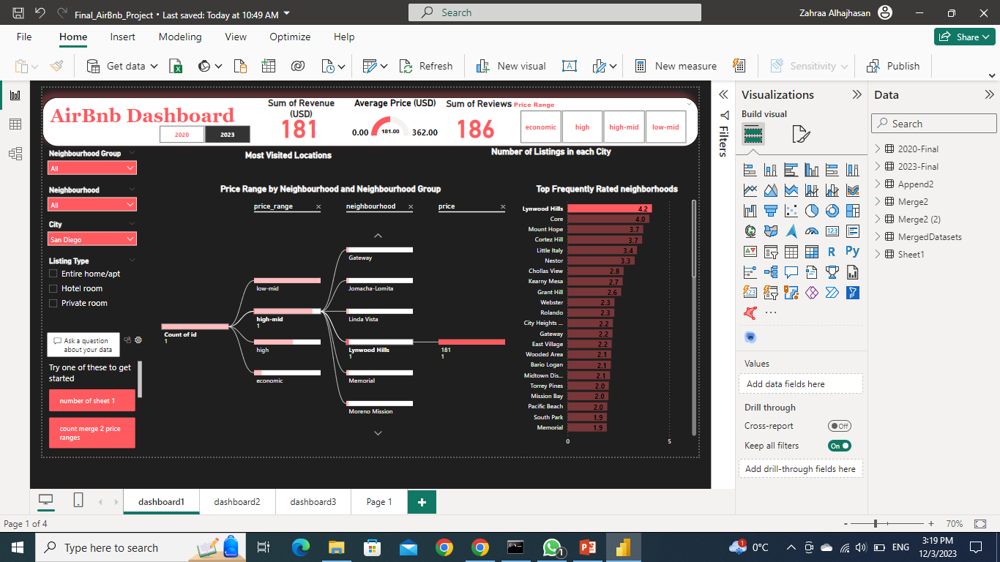 Final_AirBnb_Project • Last saved: Today at 10:49 AM
Search
Zahraa Alhajhasan
File Home Insert Modeling View Optimize Help
Share
Get data
Refresh
New visual
New measure
Sensitivity
Publish
AirBnb Dashboard
2020 2023
Sum of Revenue
(USD)
181
Average Price (USD)
0.00 181.00 362.00
Sum of Reviews
186
Price Range
economic high high-mid low-mid
Neighbourhood Group
All
Neighbourhood
All
City
San Diego
Listing Type
Entire home/apt
Hotel room
Private room
Ask a question
about your data
Try one of these to get
started
number of sheet 1
count merge 2 price
ranges
Most Visited Locations
Number of Listings in each City
Price Range by Neighbourhood and Neighbourhood Group
price_range neighbourhood price
Count of id
1
low-mid
high-mid
1
high
economic
Gateway
Jomacha-Lomita
Linda Vista
Lynwood Hills
1
Memorial
Moreno Mission
181
1
Top Frequently Rated neighborhoods
Lynwood Hills 4.2
Core 4.0
Mount Hope 3.7
Cortez Hill 3.7
Little Italy 3.4
Nestor 3.3
Chollas View 2.8
Kearny Mesa 2.7
Grant Hill 2.6
Webster 2.3
Rolando 2.3
City Heights ... 2.2
Gateway 2.2
East Village 2.2
Wooded Area 2.1
Bario Logan 2.1
Midtown Dis... 2.1
Torrey Pines 2.0
Mission Bay 2.0
Pacific Beach 2.0
South Park 1.9
Memorial 1.9
0 5
Filters
Visualizations
Build visual
123
R Py
123
Values
Add data fields here
Drill through
Cross-report
Off
Keep all filters
On
Add drill-through fields here
Data
Search
2020-Final
2023-Final
Append2
Merge2
Merge2 (2)
MergedDatasets
Sheet1
dashboard1 dashboard2 dashboard3 Page 1
Page 1 of 4
- + 70%
Type here to search
1
1
0°C
ENG
3:19 PM
12/3/2023